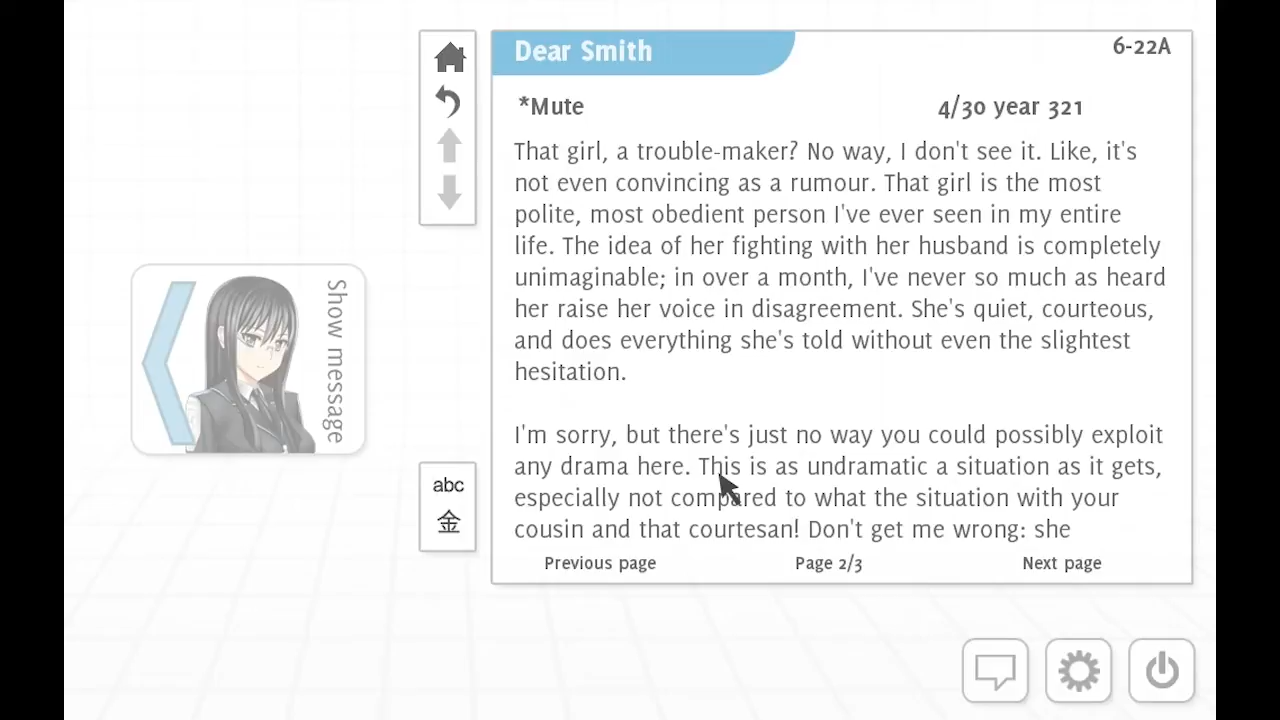 Dear Smith
6-22A
*Mute
4/30 year 321
That girl, a trouble-maker? No way, I don't see it. Like, it's
not even convincing as a rumour. That girl is the most
polite, most obedient person I've ever seen in my entire
life. The idea of her fighting with her husband is completely
unimaginable; in over a month, I've never so much as heard
her raise her voice in disagreement. She's quiet, courteous,
and does everything she's told without even the slightest
hesitation.
I'm sorry, but there's just no way you could possibly exploit
any drama here. This is as undramatic a situation as it gets,
especially not compared to what the situation with your
cousin and that courtesan! Don't get me wrong: she
Previous page
Page 2/3
Next page
Show message
abc
金